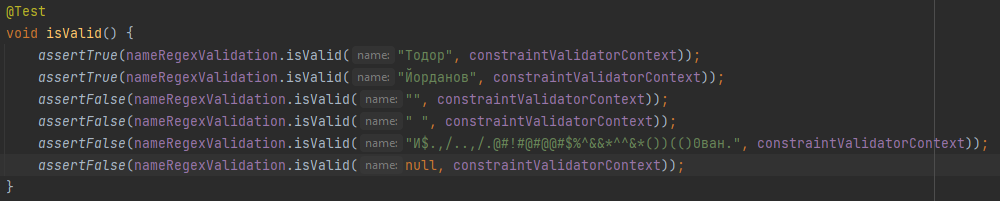 @Test
void isValid() {
assertTrue(nameRegexValidation.isValid( name: "Тодор", constraintValidatorContext));
assertTrue(nameRegexValidation.isValid( name: "Йорданов", constraintValidatorContext));
assertFalse(nameRegexValidation.isValid( name: "", constraintValidatorContext));
assertFalse(nameRegexValidation.isValid( name: " ", constraintValidatorContext));
assertFalse(nameRegexValidation.isValid( name: "И$.,/..,/.@#!#@#@@#$%^&&*^^&*())(()0ван.", constraintValidatorContext));
assertFalse(nameRegexValidation.isValid( name: null, constraintValidatorContext));
}